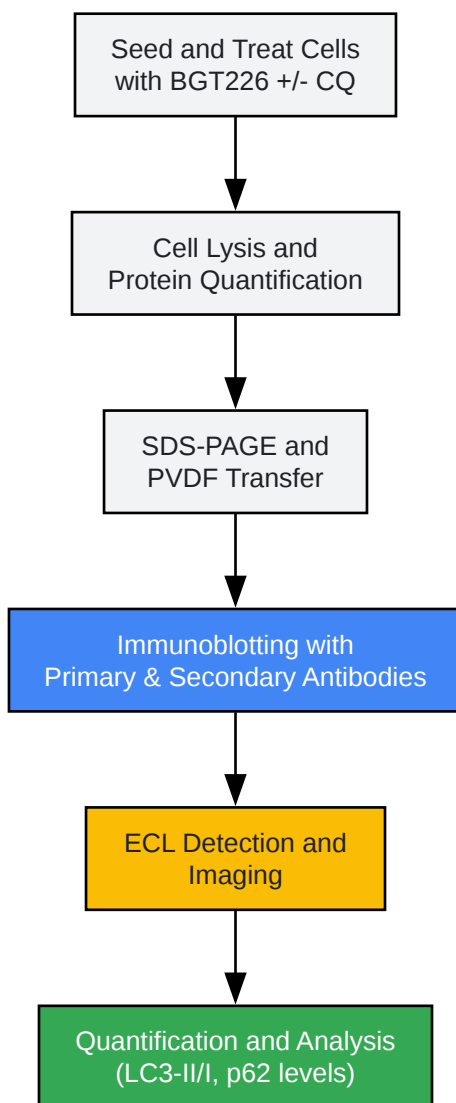 Seed and Treat Cells
with BGT226 +/- CQ
Cell Lysis and
Protein Quantification
SDS-PAGE and
PVDF Transfer
Immunoblotting with
Primary & Secondary Antibodies
ECL Detection and
Imaging
Quantification and Analysis
(LC3-II/I, p62 levels)